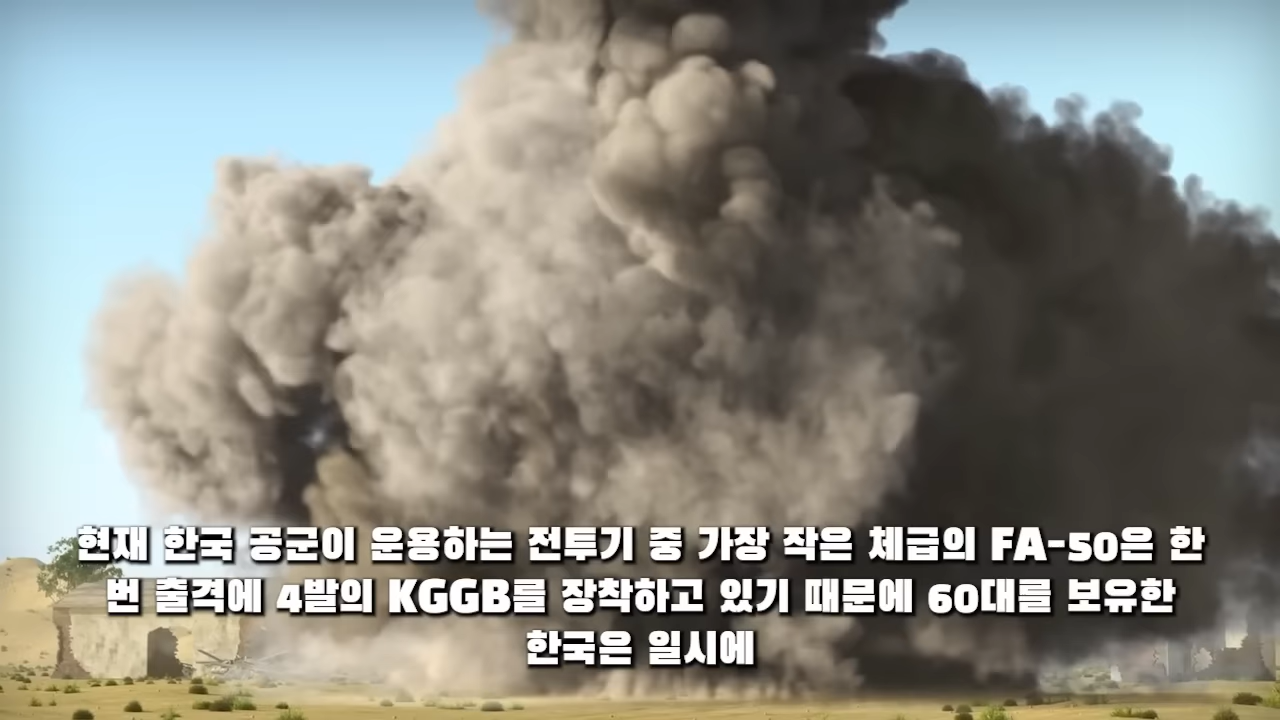 현재 한국 공군이 운용하는 전투기 중 가장 작은 체급의 FA-50은 한
번 출격에 4발의 KGGB를 장착하고 있기 때문에 60대를 보유한
한국은 일시에